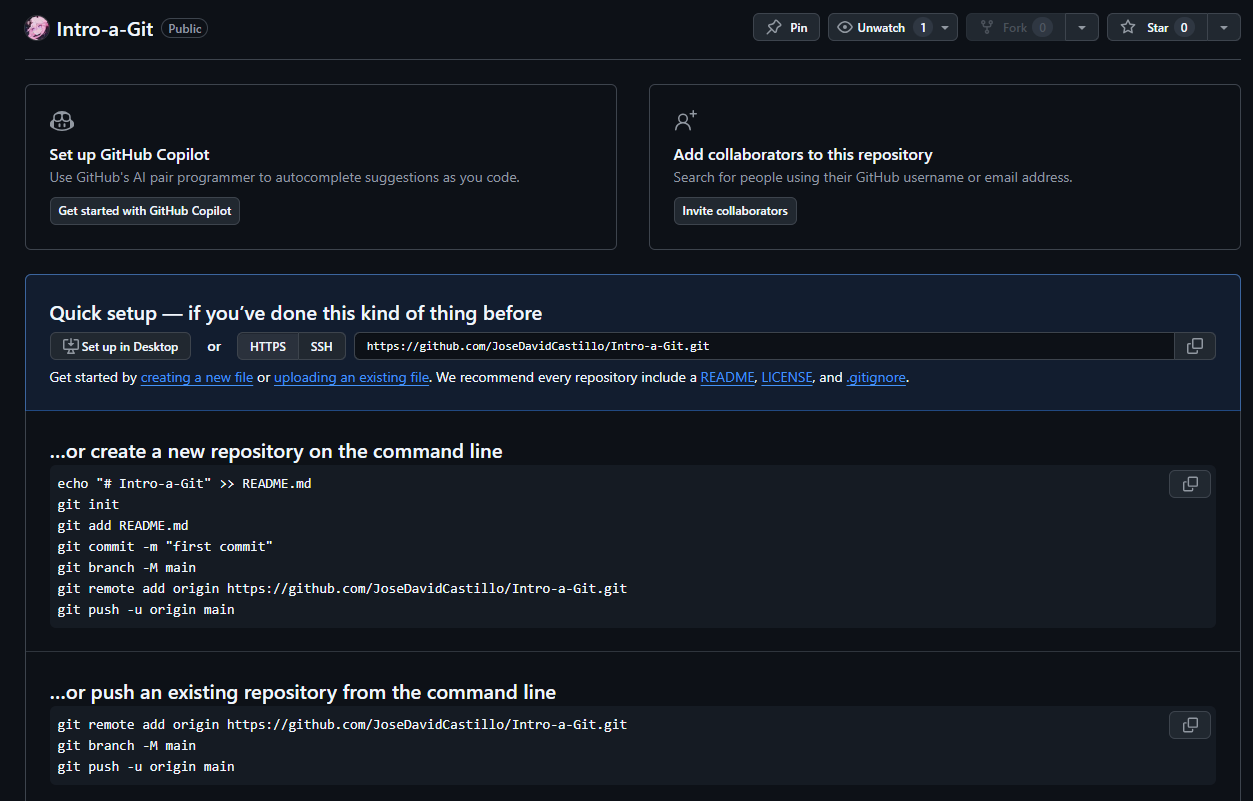 Intro-a-Git Public Pin Unwatch 1 Fork 0 Star 0
Set up GitHub Copilot
Use GitHub's AI pair programmer to autocomplete suggestions as you code.
Get started with GitHub Copilot
Add collaborators to this repository
Search for people using their GitHub username or email address.
Invite collaborators
Quick setup — if you’ve done this kind of thing before
Set up in Desktop or HTTPS SSH https://github.com/JoseDavidCastillo/Intro-a-Git.git
Get started by creating a new file or uploading an existing file. We recommend every repository include a README, LICENSE, and .gitignore.
…or create a new repository on the command line
echo "# Intro-a-Git" >> README.md
git init
git add README.md
git commit -m "first commit"
git branch -M main
git remote add origin https://github.com/JoseDavidCastillo/Intro-a-Git.git
git push -u origin main
…or push an existing repository from the command line
git remote add origin https://github.com/JoseDavidCastillo/Intro-a-Git.git
git branch -M main
git push -u origin main